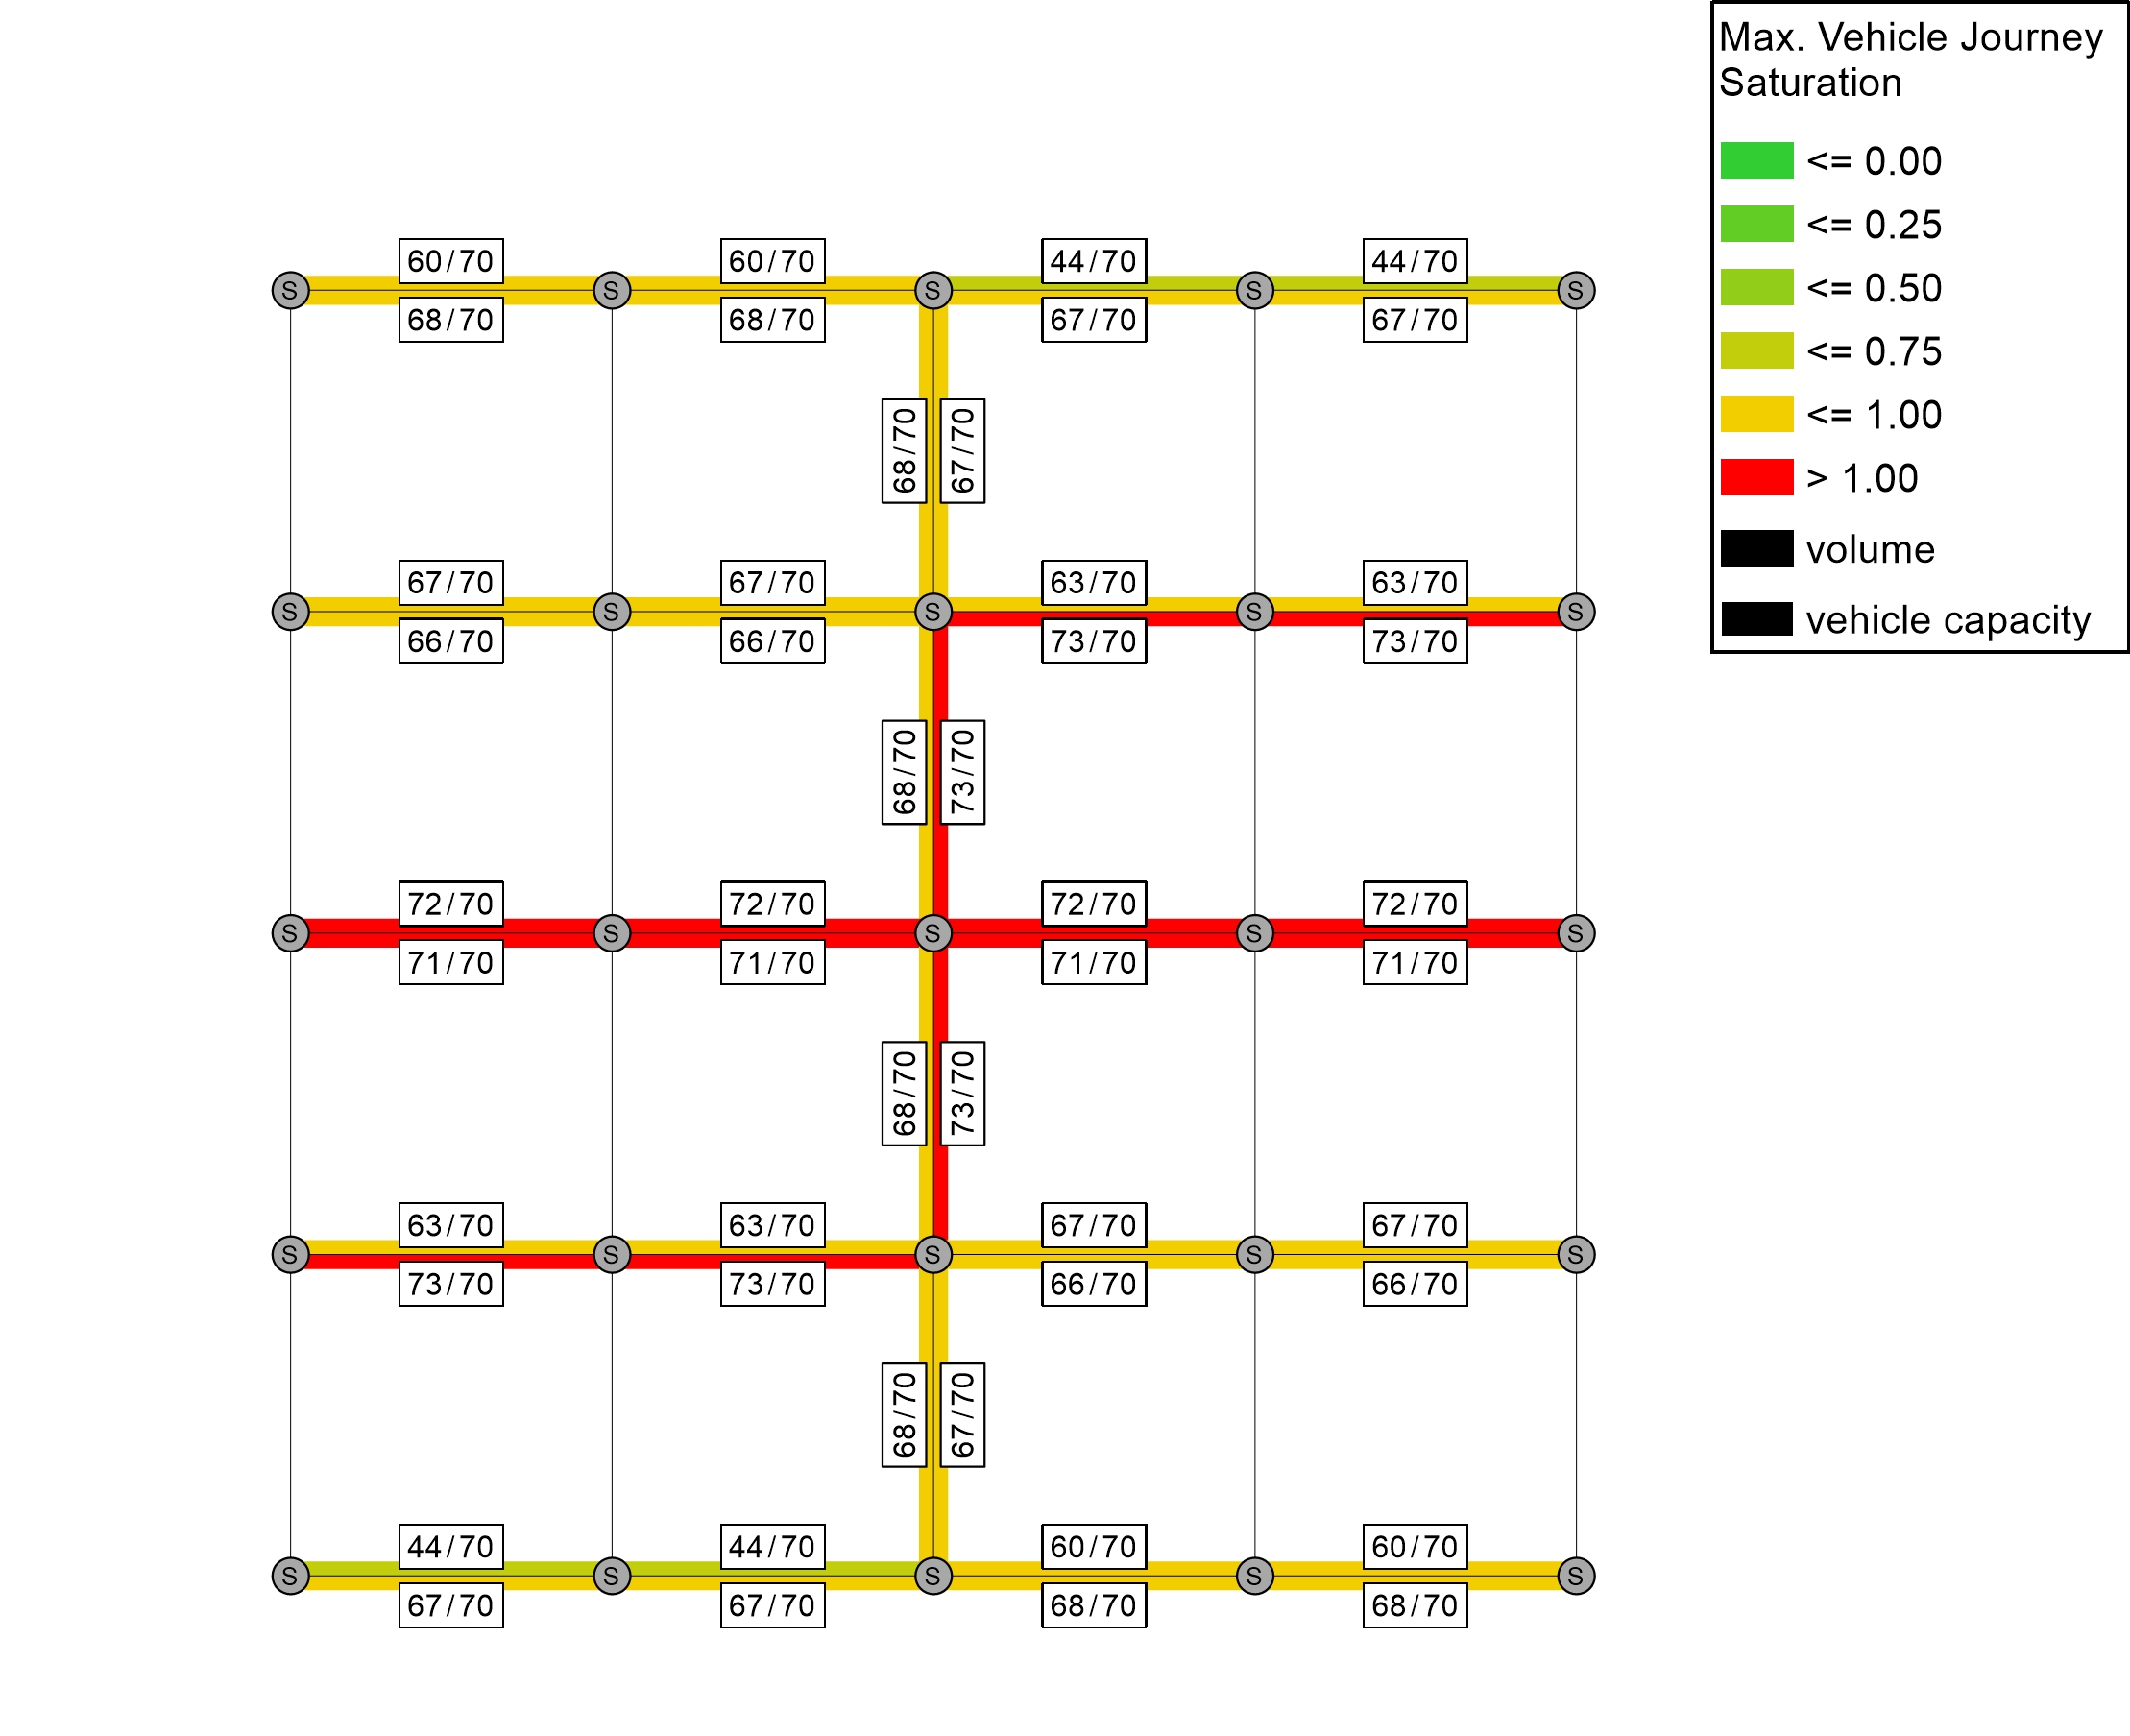 Max. Vehicle Journey
Saturation
<= 0.00
<= 0.25
<= 0.50
<= 0.75
<= 1.00
> 1.00
volume
vehicle capacity
60/70 60/70 44/70 44/70
S S S S S
68/70 68/70 67/70 67/70
68/70 67/70
67/70 67/70 63/70 63/70
S S S S S
66/70 66/70 73/70 73/70
68/70 73/70
72/70 72/70 72/70 72/70
S S S S S
71/70 71/70 71/70 71/70
68/70 73/70
63/70 63/70 67/70 67/70
S S S S S
73/70 73/70 66/70 66/70
68/70 67/70
44/70 44/70 60/70 60/70
S S S S S
67/70 67/70 68/70 68/70